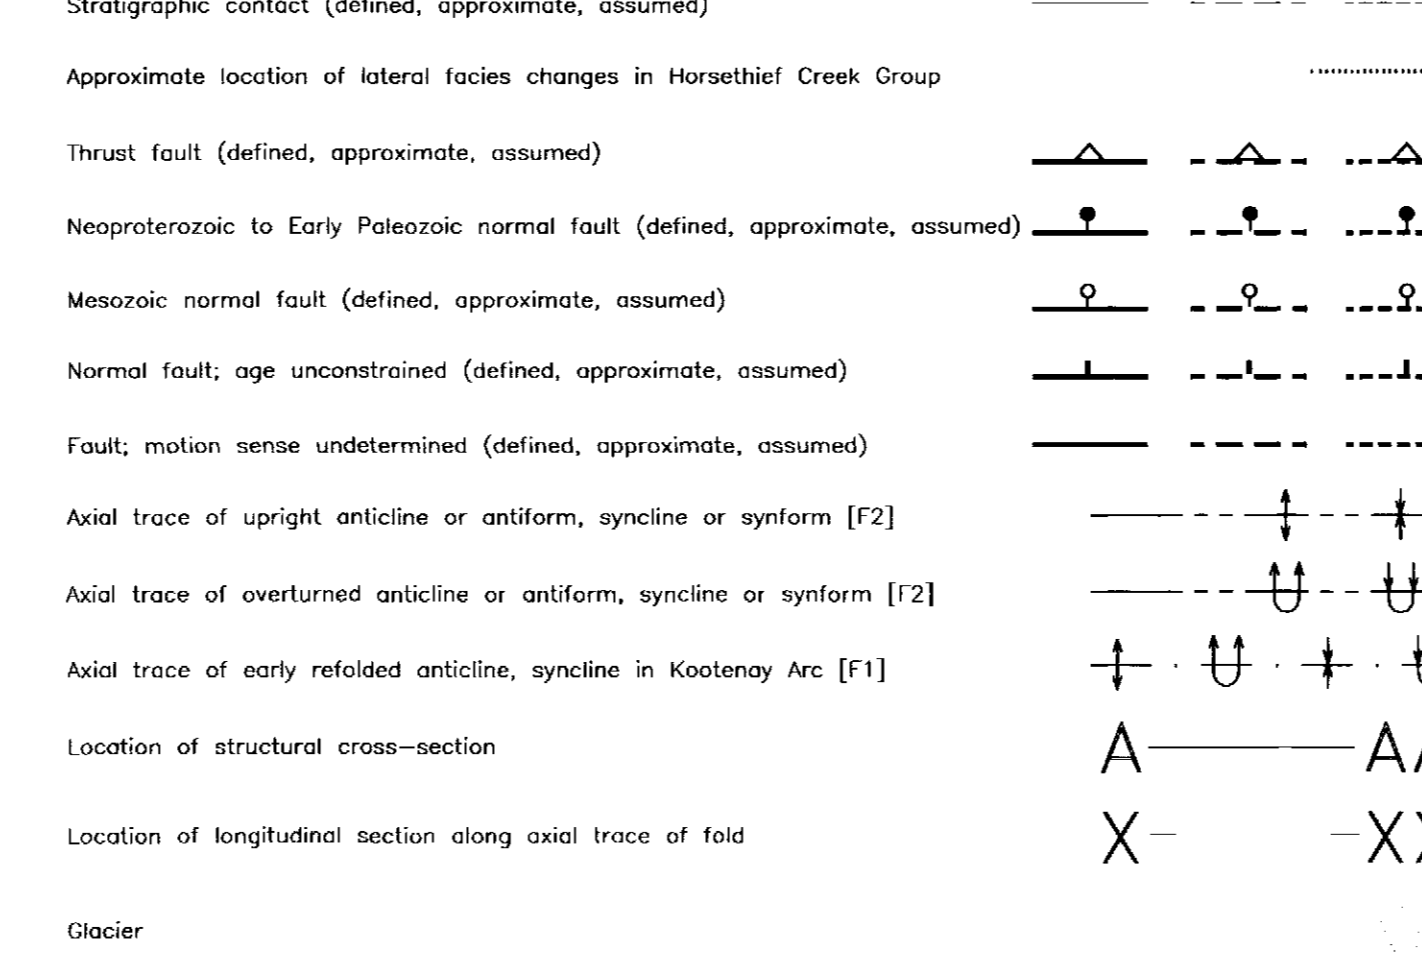 Stratigraphic contact (defined, approximate, assumed)
Approximate location of lateral facies changes in Horsethief Creek Group
Thrust fault (defined, approximate, assumed)
Neoproterozoic to Early Paleozoic normal fault (defined, approximate, assumed)
Mesozoic normal fault (defined, approximate, assumed)
Normal fault; age unconstrained (defined, approximate, assumed)
Fault; motion sense undetermined (defined, approximate, assumed)
Axial trace of upright anticline or antiform, syncline or synform [F2]
Axial trace of overturned anticline or antiform, syncline or synform [F2]
Axial trace of early refolded anticline, syncline in Kootenay Arc [F1]
Location of structural cross-section A A
Location of longitudinal section along axial trace of fold X X
Glacier